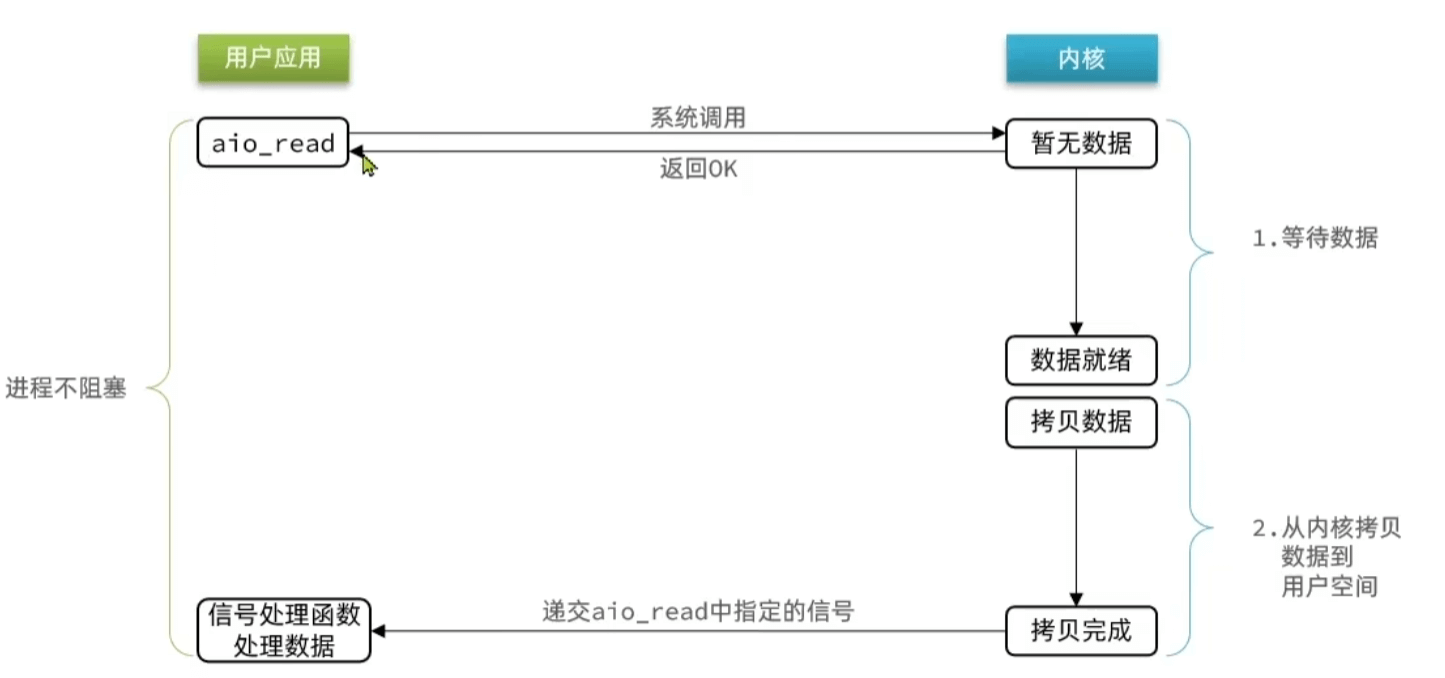 用户应用
内核
系统调用
aio_read
暂无数据
返回OK
1.等待数据
数据就绪
进程不阻塞
拷贝数据
2.从内核拷贝
数据到
用户空间
信号处理函数
处理数据
递交aio_read中指定的信号
拷贝完成